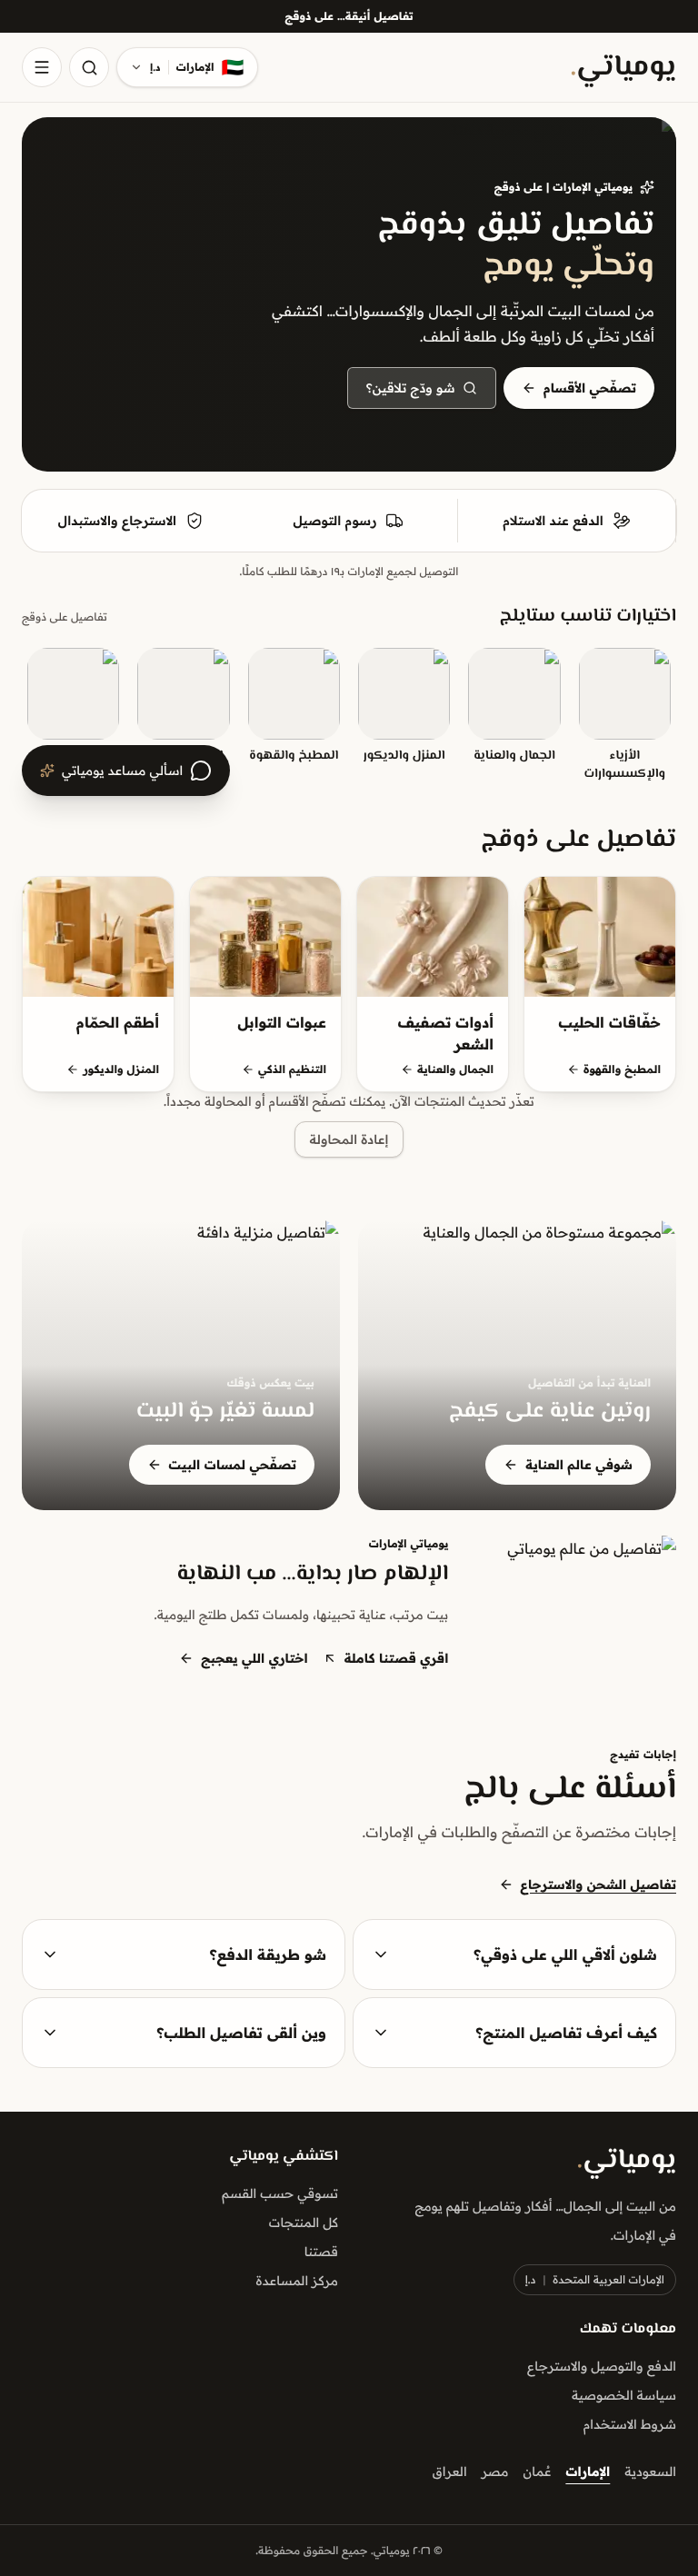 تفاصيل أنيقة... على ذوقج
يومياتي.
الإمارات | د.إ
يومياتي الإمارات | على ذوقج
تفاصيل تليق بذوقج
وتحلّي يومج
من لمسات البيت المرتّبة إلى الجمال والإكسسوارات... اكتشفي
أفكار تخلّي كل زاوية وكل طلعة ألطف.
تصفّحي الأقسام
شو ودّج تلاقين؟
الدفع عند الاستلام
رسوم التوصيل
الاسترجاع والاستبدال
التوصيل لجميع الإمارات بـ١٩ درهمًا للطلب كاملًا.
اختيارات تناسب ستايلج
تفاصيل على ذوقج
الأزياء
والإكسسوارات
الجمال والعناية
المنزل والديكور
المطبخ والقهوة
اسألي مساعد يومياتي
تفاصيل على ذوقج
خفّاقات الحليب
المطبخ والقهوة
أدوات تصفيف
الشعر
الجمال والعناية
عبوات التوابل
التنظيم الذكي
أطقم الحمّام
المنزل والديكور
تعذّر تحديث المنتجات الآن. يمكنك تصفّح الأقسام أو المحاولة مجدداً.
إعادة المحاولة
مجموعة مستوحاة من الجمال والعناية
العناية تبدأ من التفاصيل
روتين عناية على كيفج
شوفي عالم العناية
تفاصيل منزلية دافئة
بيت يعكس ذوقك
لمسة تغيّر جوّ البيت
تصفّحي لمسات البيت
تفاصيل من عالم يومياتي
يومياتي الإمارات
الإلهام صار بداية... مب النهاية
بيت مرتب، عناية تحبينها، ولمسات تكمل طلتج اليومية.
اقري قصتنا كاملة
اختاري اللي يعجبج
إجابات تفيدج
أسئلة على بالج
إجابات مختصرة عن التصفّح والطلبات في الإمارات.
تفاصيل الشحن والاسترجاع
شلون ألاقي اللي على ذوقي؟
شو طريقة الدفع؟
كيف أعرف تفاصيل المنتج؟
وين ألقى تفاصيل الطلب؟
يومياتي.
من البيت إلى الجمال... أفكار وتفاصيل تلهم يومج
في الإمارات.
الإمارات العربية المتحدة | د.إ
اكتشفي يومياتي
تسوقي حسب القسم
كل المنتجات
قصتنا
مركز المساعدة
معلومات تهمك
الدفع والتوصيل والاسترجاع
سياسة الخصوصية
شروط الاستخدام
السعودية
الإمارات
عُمان
مصر
العراق
© ٢٠٢٦ يومياتي. جميع الحقوق محفوظة.